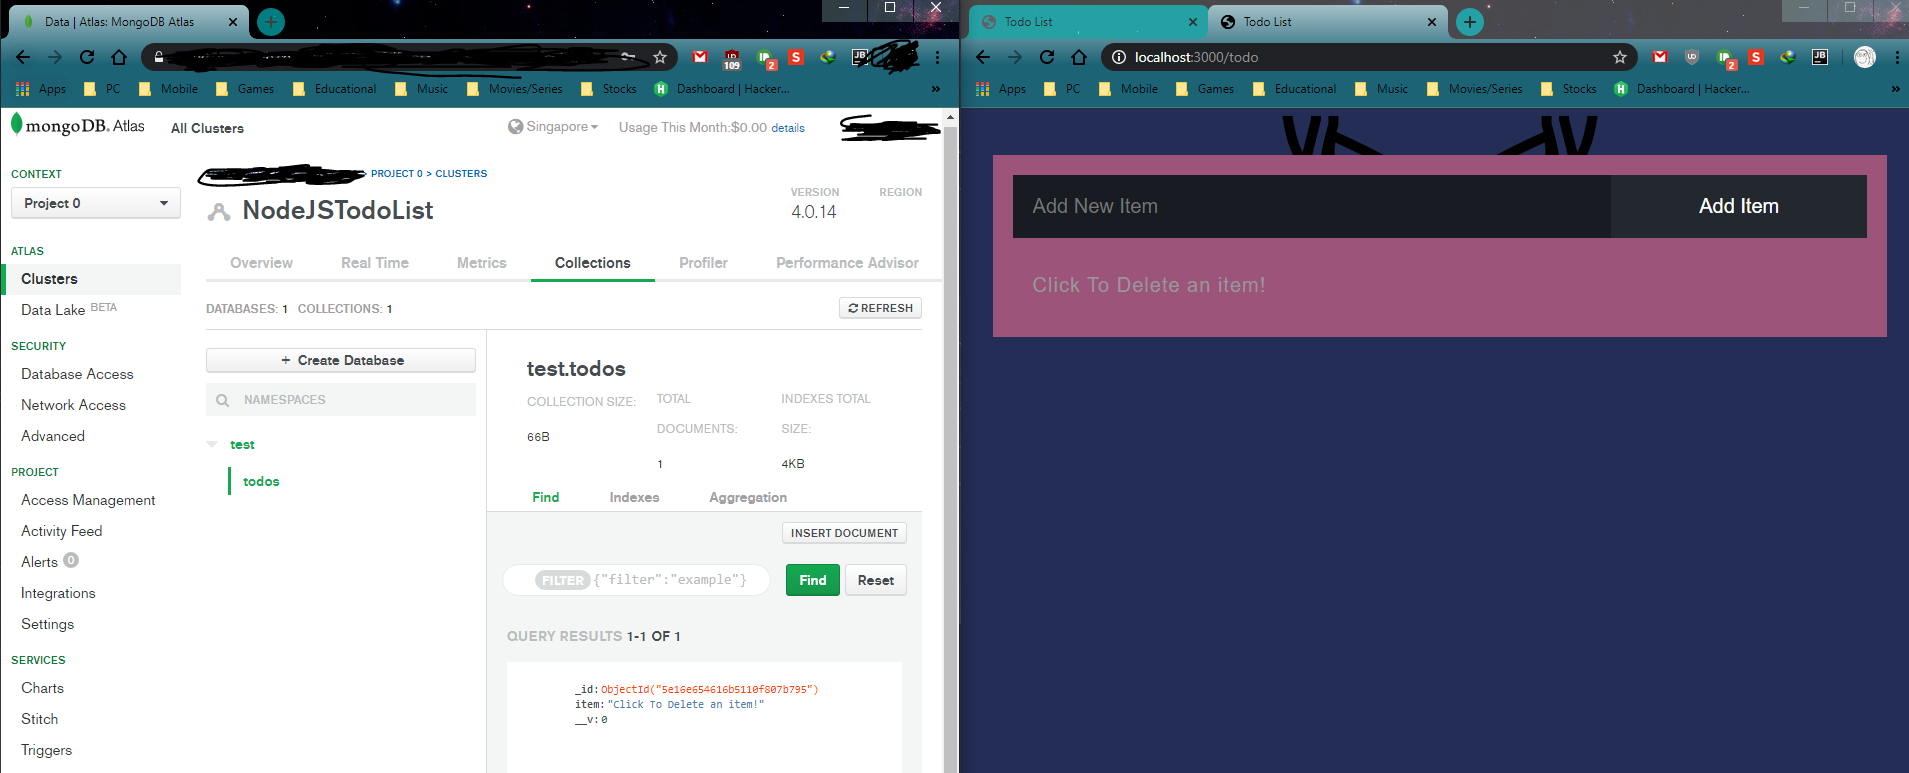 Data | Atlas: MongoDB Atlas
109
2
S
JB
Apps
PC
Mobile
Games
Educational
Music
Movies/Series
Stocks
Dashboard | Hacker...
»
mongoDB. Atlas
All Clusters
Singapore
Usage This Month:$0.00 details
CONTEXT
Project 0
ATLAS
Clusters
Data Lake BETA
SECURITY
Database Access
Network Access
Advanced
PROJECT
Access Management
Activity Feed
Alerts 0
Integrations
Settings
SERVICES
Charts
Stitch
Triggers
> PROJECT 0 > CLUSTERS
NodeJSTodoList
VERSION
4.0.14
REGION
Overview
Real Time
Metrics
Collections
Profiler
Performance Advisor
DATABASES: 1 COLLECTIONS: 1
REFRESH
+ Create Database
NAMESPACES
test
todos
test.todos
COLLECTION SIZE:
66B
TOTAL
DOCUMENTS:
1
INDEXES TOTAL
SIZE:
4KB
Find
Indexes
Aggregation
INSERT DOCUMENT
FILTER {"filter":"example"}
Find
Reset
QUERY RESULTS 1-1 OF 1
_id: ObjectId("5e16e654616b5110f807b795")
item: "Click To Delete an item!"
__v: 0
Todo List
Todo List
localhost:3000/todo
2
S
JB
Apps
PC
Mobile
Games
Educational
Music
Movies/Series
Stocks
Dashboard | Hacker...
»
Add New Item
Add Item
Click To Delete an item!